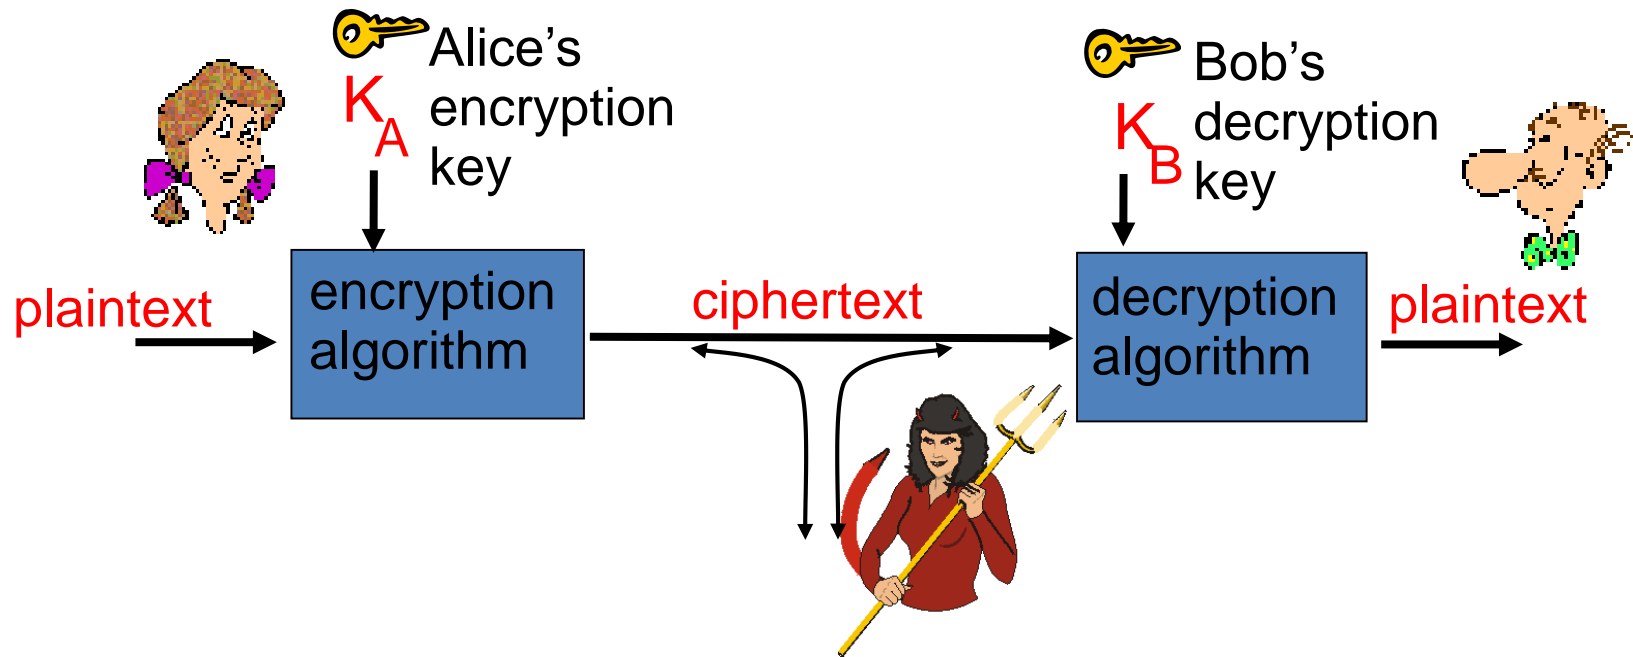 Alice’s
encryption
key
K
A
Bob’s
decryption
key
K
B
plaintext
encryption
algorithm
ciphertext
decryption
algorithm
plaintext